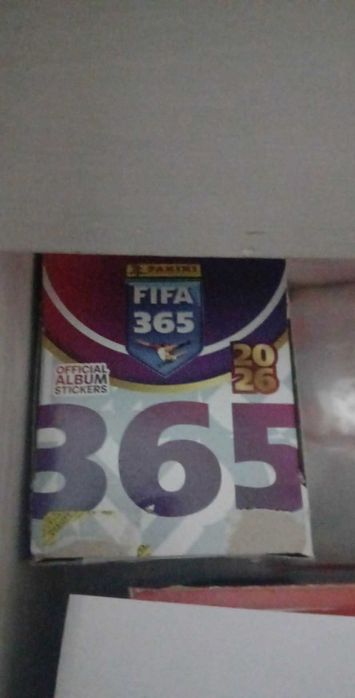 PANINI
FIFA
365
20
26
OFFICIAL
ALBUM
STICKERS
365